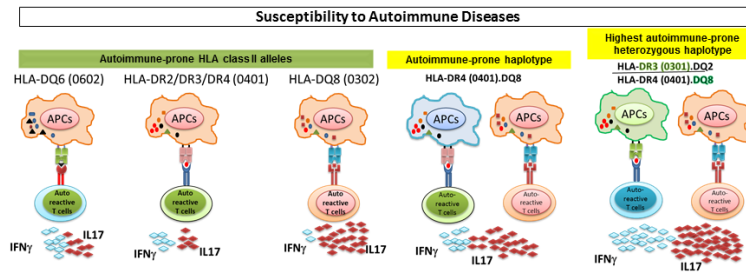 Susceptibility to Autoimmune Diseases
Autoimmune-prone HLA class II alleles
HLA-DQ6 (0602)
HLA-DR2/DR3/DR4 (0401)
HLA-DQ8 (0302)
Autoimmune-prone haplotype
HLA-DR4 (0401).DQ8
Highest autoimmune-prone
heterozygous haplotype
HLA-DR3 (0301).DQ2
HLA-DR4 (0401).DQ8
APCs
APCs
APCs
APCs
APCs
APCs
APCs
Auto
reactive
T cells
Auto
reactive
T cells
Auto
reactive
T cells
Auto-
reactive
T cells
Auto-
reactive
T cells
Auto-
reactive
T cells
Auto-
reactive
T cells
IFNγ
IL17
IFNγ
IL17
IFNγ
IL17
IFNγ
IL17
IFNγ
IL17